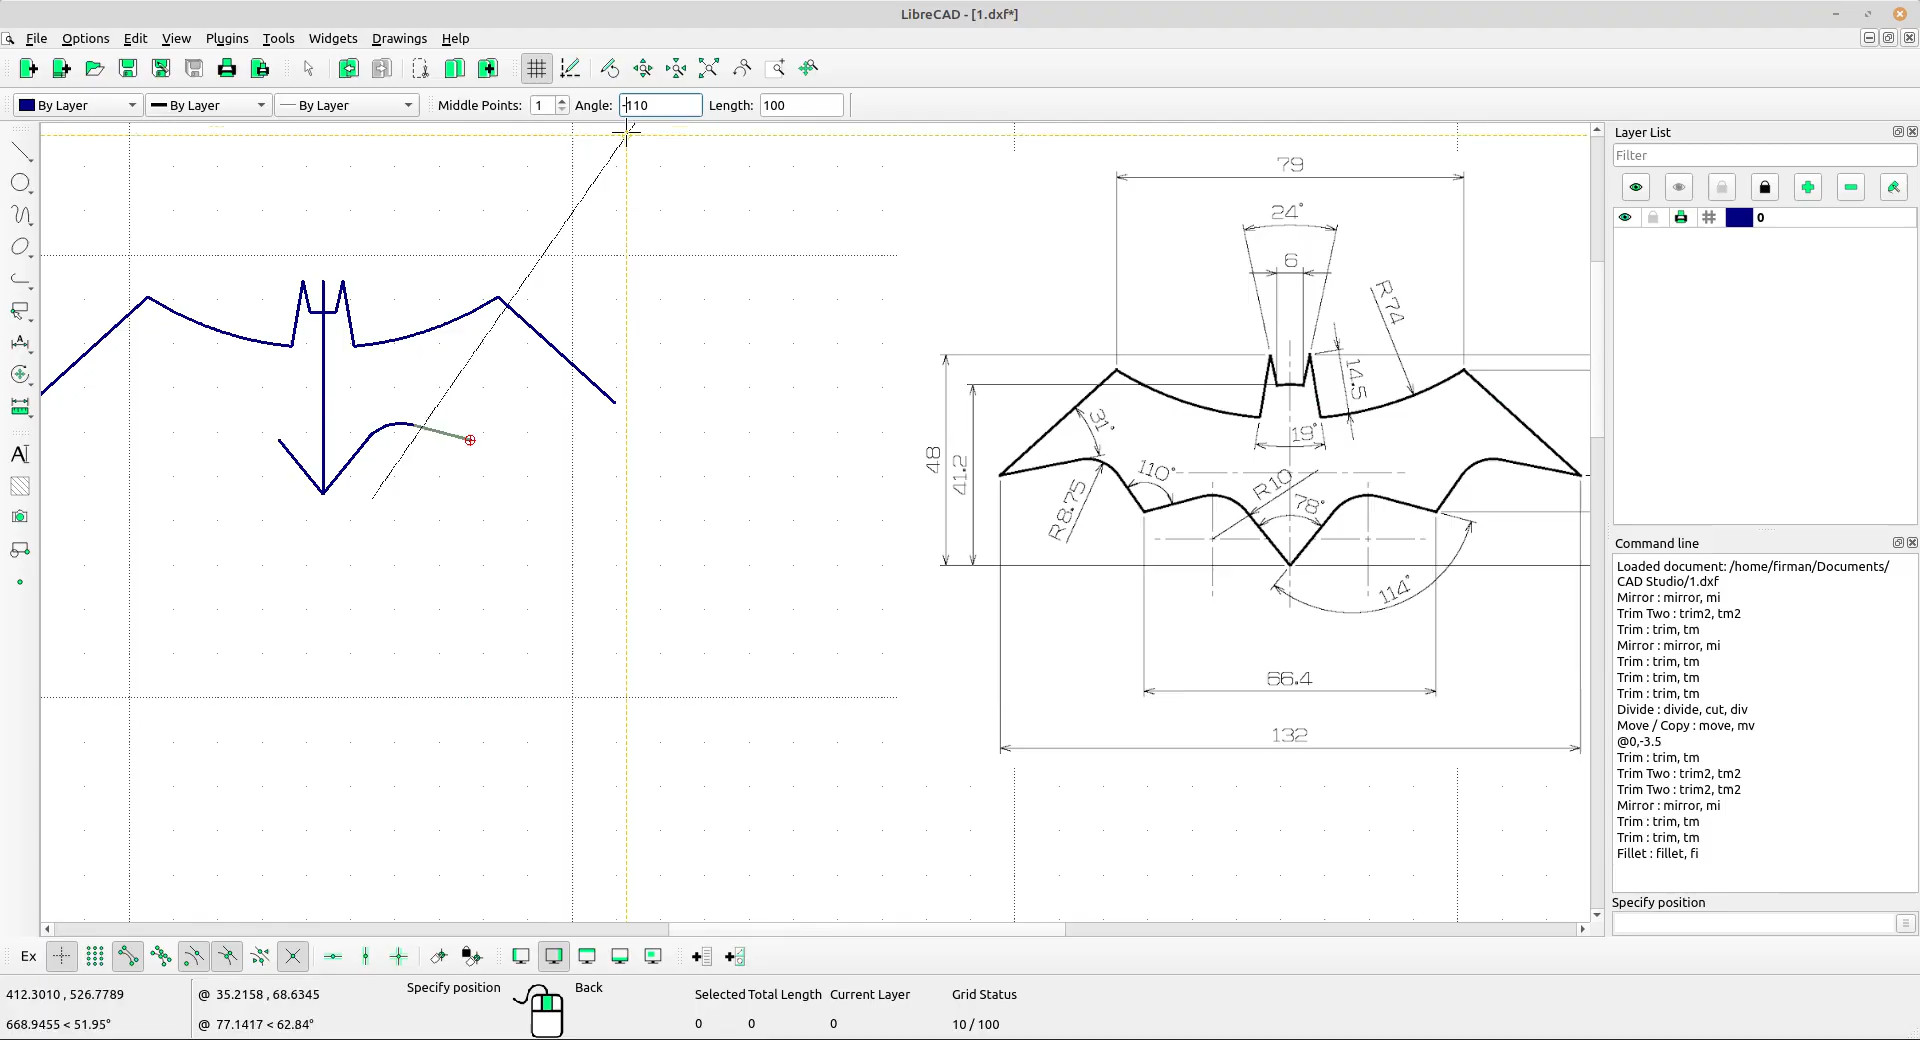 LibreCAD - [1.dxf*]
File Options Edit View Plugins Tools Jobs Widgets Drawings Help
By Layer By Layer By Layer Middle Points: 1 Angle: -110 Length: 100
Layer List
Filter
0
79
24°
6
R74
14.5
31°
19°
48
41.2
110°
R10
78°
R8.75
114°
66.4
132
Command line
Loaded document: /home/firman/Documents/
CAD Studio/1.dxf
Mirror : mirror, mi
Trim Two : trim2, tm2
Trim : trim, tm
Mirror : mirror, mi
Trim : trim, tm
Trim : trim, tm
Trim : trim, tm
Divide : divide, cut, div
Move / Copy : move, mv
@0,-3.5
Trim : trim, tm
Trim Two : trim2, tm2
Trim Two : trim2, tm2
Mirror : mirror, mi
Trim : trim, tm
Trim : trim, tm
Fillet : fillet, fi
Specify position
Ex
412.3010 , 526.7789 @ 35.2158 , 68.6345 Specify position Back Selected Total Length Current Layer Grid Status
668.9455 < 51.95° @ 77.1417 < 62.84° 0 0 0 10 / 100